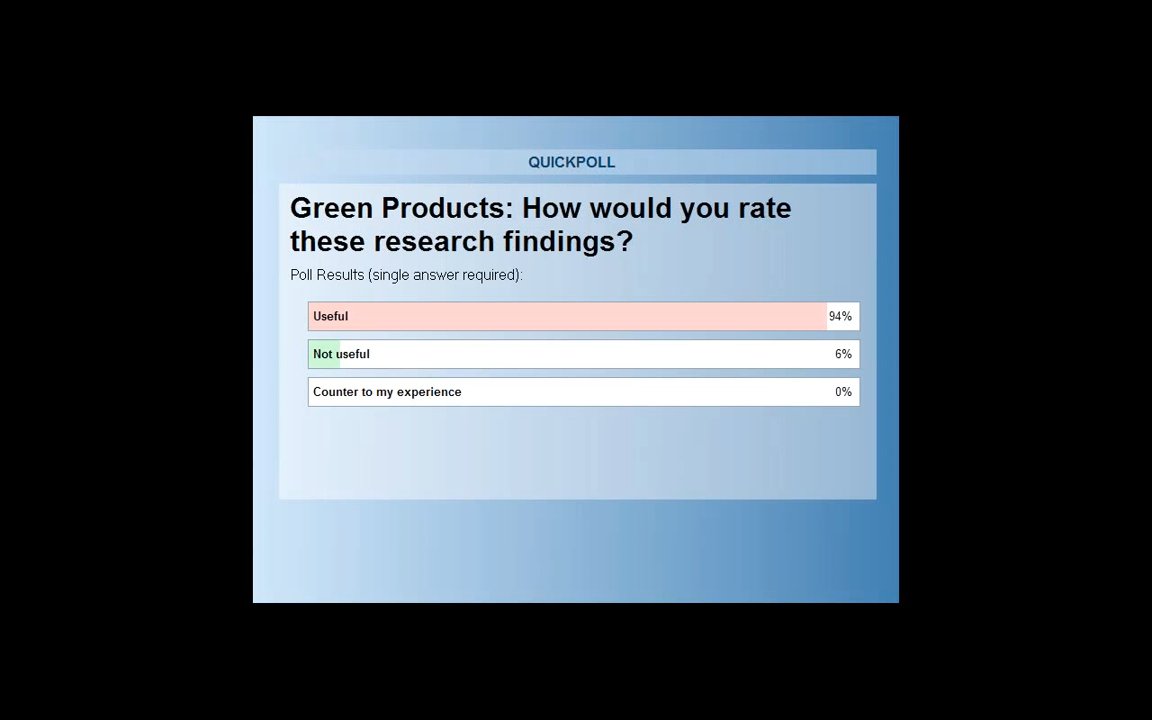 QUICKPOLL
Green Products: How would you rate
these research findings?
Poll Results (single answer required):
Useful 94%
Not useful 6%
Counter to my experience 0%